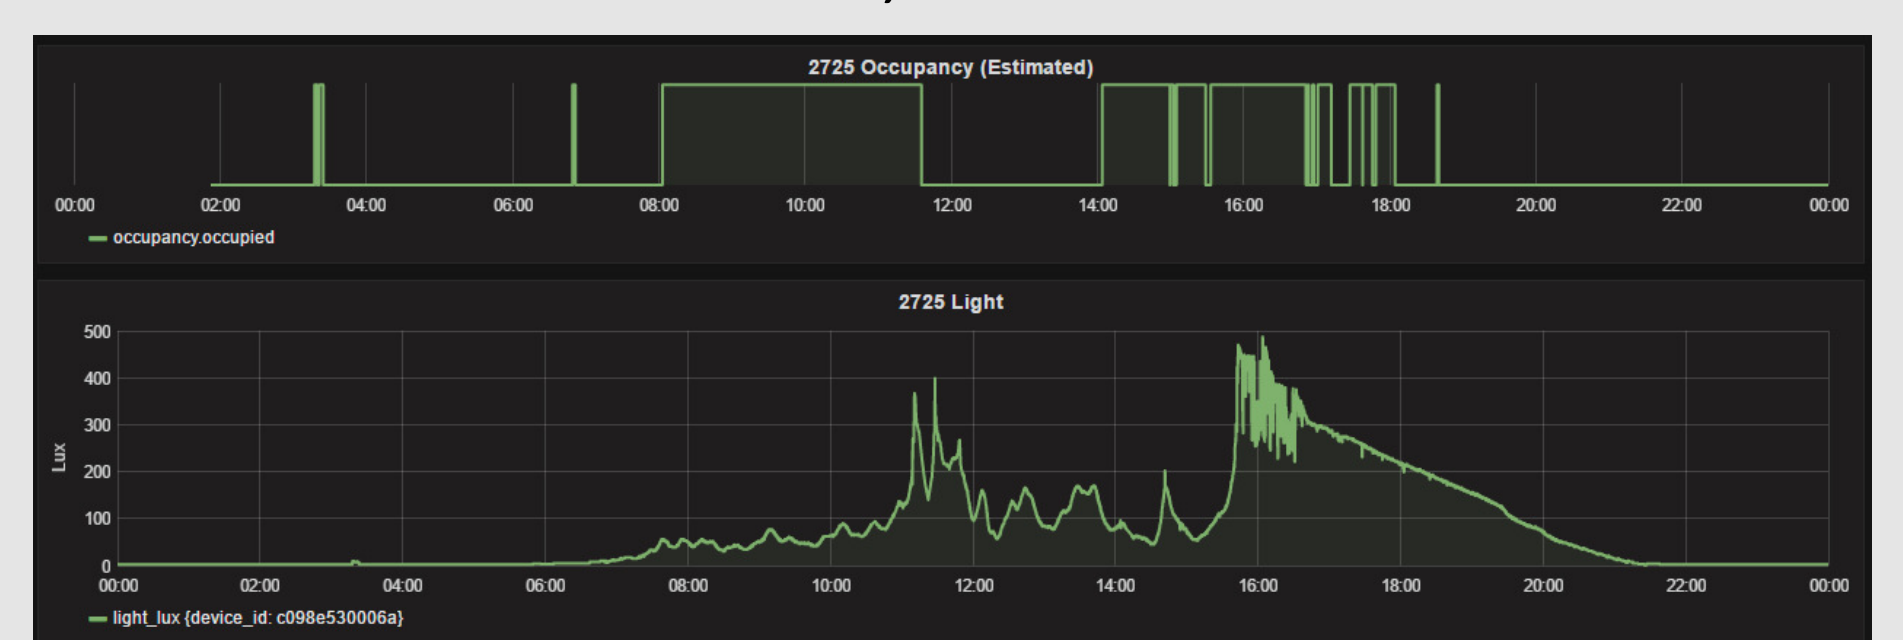 2725 Occupancy (Estimated)
00:00 02:00 04:00 06:00 08:00 10:00 12:00 14:00 16:00 18:00 20:00 22:00 00:00
occupancy.occupied
2725 Light
500
400
300
200
100
0
Lux
00:00 02:00 04:00 06:00 08:00 10:00 12:00 14:00 16:00 18:00 20:00 22:00 00:00
light_lux {device_id: c098e530006a}